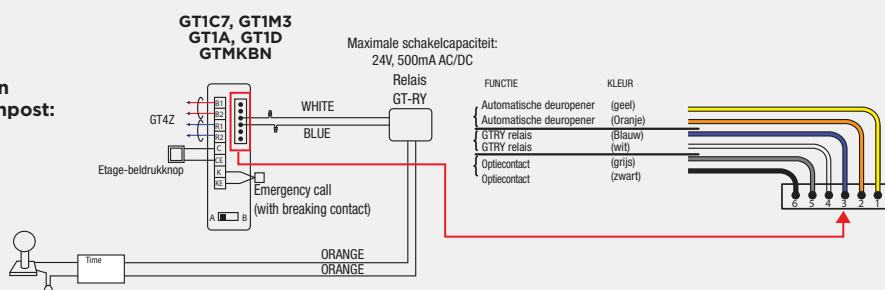 GT1C7, GT1M3
GT1A, GT1D
GTMKBN
Maximale schakelcapaciteit:
24V, 500mA AC/DC
Relais
GT-RY
n
npost:
GT4Z
B1
B2
R1
R2
C
CE
K
KE
A B
WHITE
BLUE
Etage-beldrukknop
Emergency call
(with breaking contact)
Time
ORANGE
ORANGE
FUNCTIE KLEUR
Automatische deuropener (geel)
Automatische deuropener (Oranje)
GTRY relais (Blauw)
GTRY relais (wit)
Optiecontact (grijs)
Optiecontact (zwart)
6 5 4 3 2 1